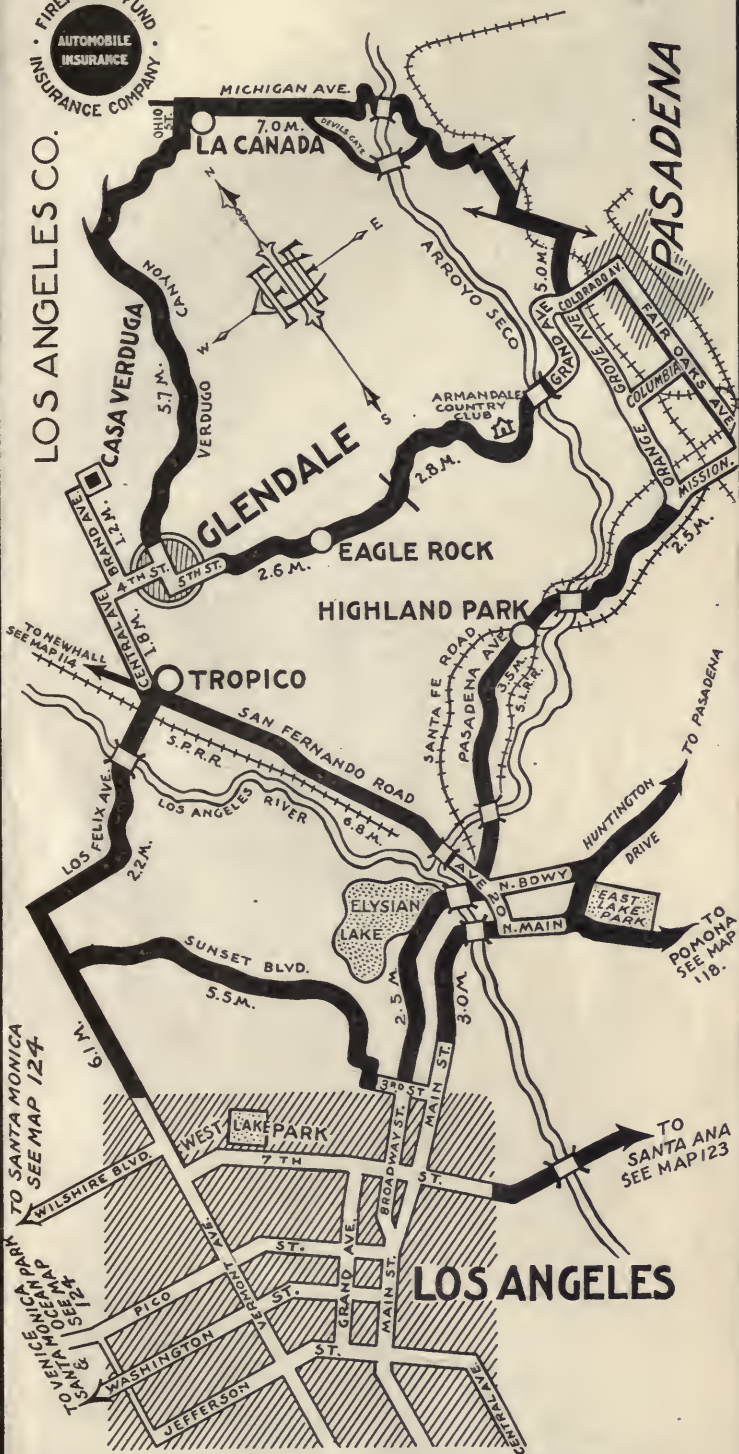 FUND
AUTOMOBILE
INSURANCE
INSURANCE COMPANY
LOS ANGELES CO.
MICHIGAN AVE.
OHIO ST.
7.0 M.
LA CANADA
DEVILS GATE
PASADENA
N
E
W
S
ARROYO SECO
CANYON
5.7 M.
VERDUGO
CASA VERDUGA
1.2 M.
BRAND AVE.
GLENDALE
4TH ST.
5TH ST.
CENTRAL AVE.
1.8 M.
5.0 M.
GRAND AVE
COLORADO AV.
ORANGE GROVE AVE
FAIR OAKS AVE
COLUMBIA
MISSION.
2.5 M.
ARMANDALE
COUNTRY
CLUB
2.8 M.
2.6 M.
EAGLE ROCK
HIGHLAND PARK
TO NEWHALL
SEE MAP 114
TROPICO
SAN FERNANDO ROAD
S.P.R.R.
LOS ANGELES RIVER
6.8 M.
SANTA FE ROAD
PASADENA AVE
3.5 M.
S.L.R.R.
LOS FELIX AVE.
2.2 M.
TO PASADENA
HUNTINGTON
DRIVE
AVE 20
N. BDWY
N. MAIN
EAST
LAKE
PARK
TO
POMONA
SEE MAP
118.
ELYSIAN
LAKE
SUNSET BLVD.
5.5 M.
2.5 M
3.0 M
6.1 M.
TO SANTA MONICA
SEE MAP 124
3RD ST
MAIN ST.
BROADWAY ST.
WEST LAKE PARK
WILSHIRE BLVD.
7TH ST.
TO
SANTA ANA
SEE MAP 123
TO VENICE
SANTA MONICA PARK
& OCEAN
SEE MAP
124
PICO ST.
VERMONT AVE.
GRAND AVE.
MAIN ST.
LOS ANGELES
WASHINGTON ST.
JEFFERSON ST.
CENTRAL AVE.